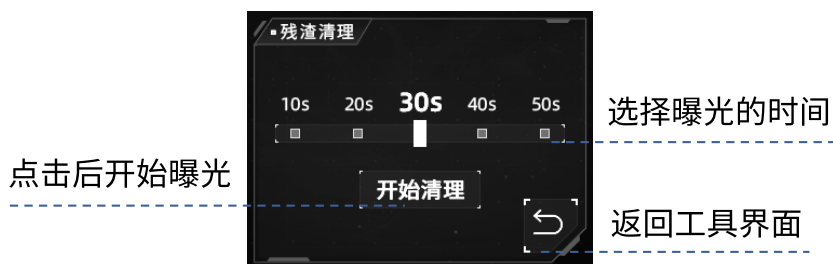 残渣清理
10s 20s 30s 40s 50s
选择曝光的时间
点击后开始曝光
开始清理
返回工具界面